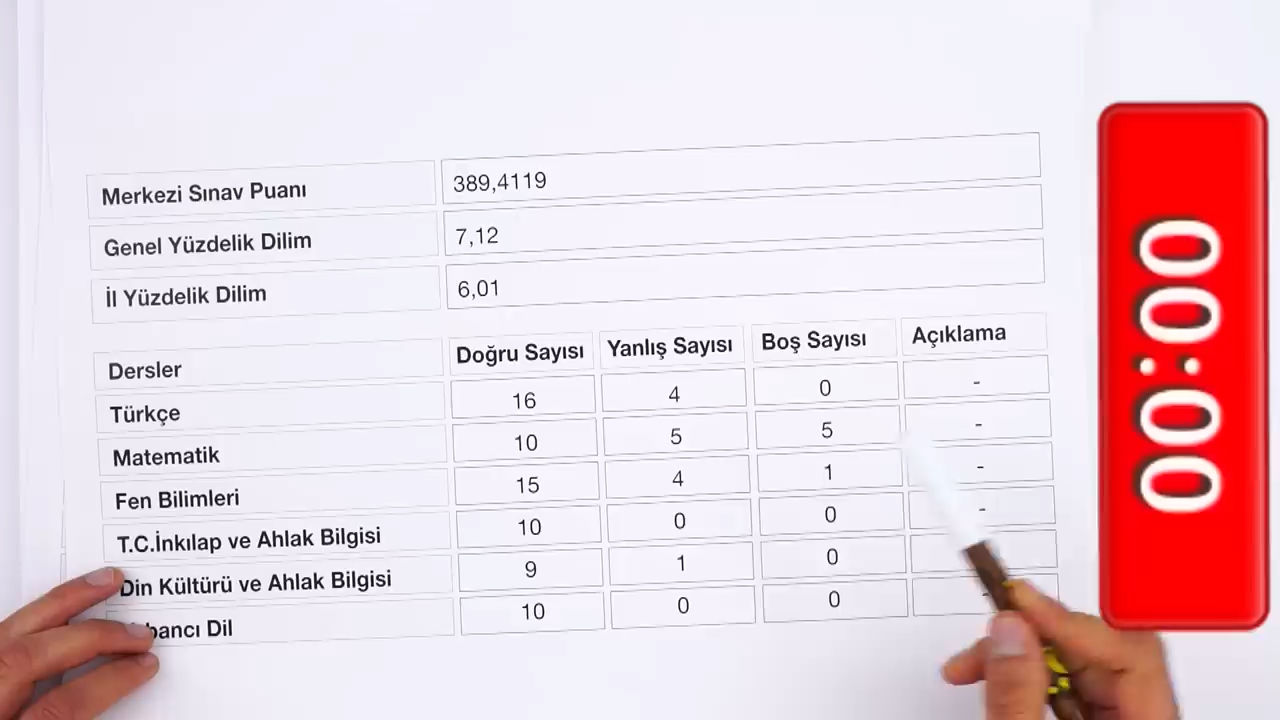 Merkezi Sınav Puanı 389,4119
Genel Yüzdelik Dilim 7,12
İl Yüzdelik Dilim 6,01
Dersler Doğru Sayısı Yanlış Sayısı Boş Sayısı Açıklama
Türkçe 16 4 0 -
Matematik 10 5 5 -
Fen Bilimleri 15 4 1 -
T.C.İnkılap ve Ahlak Bilgisi 10 0 0 -
Din Kültürü ve Ahlak Bilgisi 9 1 0
Dil 10 0 0 -
00:00